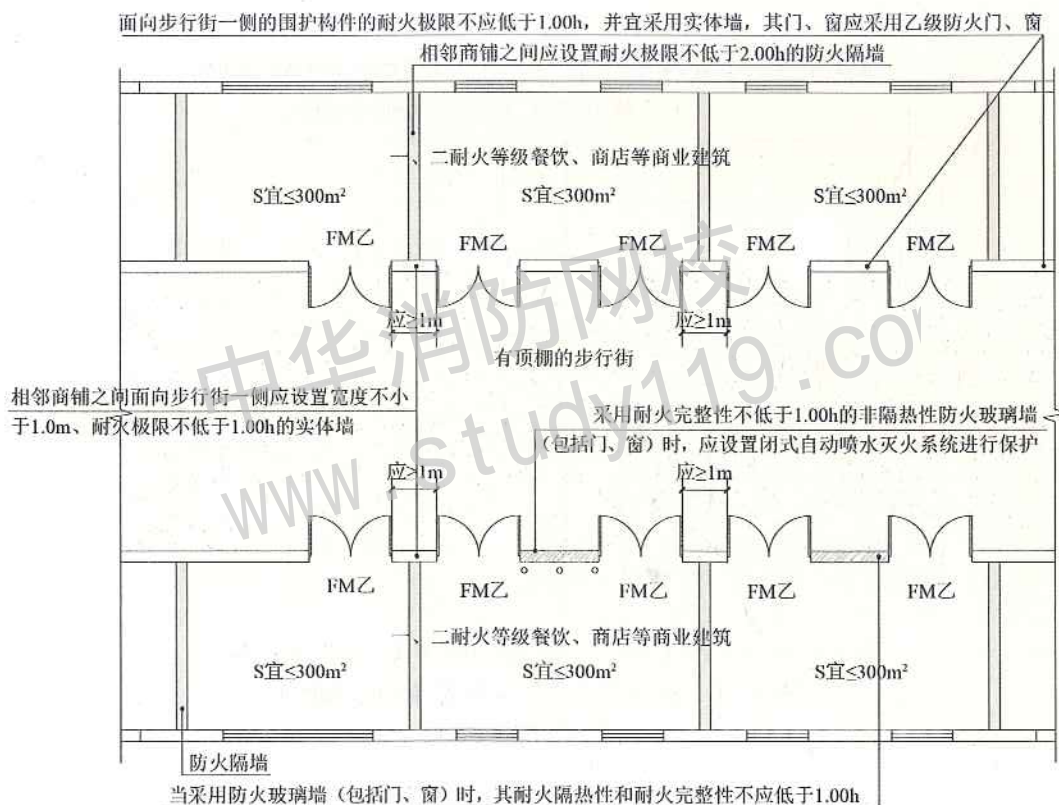 面向步行街一侧的围护构件的耐火极限不应低于1.00h，并宜采用实体墙，其门、窗应采用乙级防火门、窗
相邻商铺之间应设置耐火极限不低于2.00h的防火隔墙
一、二耐火等级餐饮、商店等商业建筑
S宜≤300m²
S宜≤300m²
S宜≤300m²
FM乙
FM乙
FM乙
FM乙
FM乙
应≥1m
应≥1m
有顶棚的步行街
中华消防网校
www.study119.co
相邻商铺之间面向步行街一侧应设置宽度不小
于1.0m、耐火极限不低于1.00h的实体墙
采用耐火完整性不低于1.00h的非隔热性防火玻璃墙
（包括门、窗）时，应设置闭式自动喷水灭火系统进行保护
应≥1m
应≥1m
FM乙
FM乙
FM乙
FM乙
FM乙
一、二耐火等级餐饮、商店等商业建筑
S宜≤300m²
S宜≤300m²
S宜≤300m²
防火隔墙
当采用防火玻璃墙（包括门、窗）时，其耐火隔热性和耐火完整性不应低于1.00h